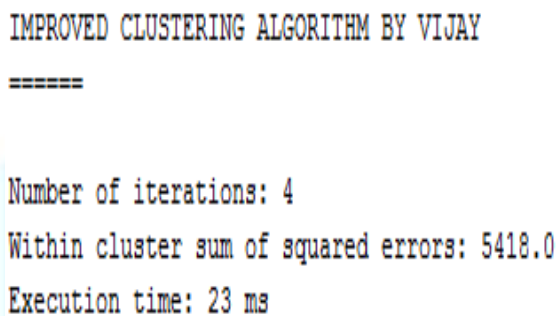 IMPROVED CLUSTERING ALGORITHM BY VIJAY
======
Number of iterations: 4
Within cluster sum of squared errors: 5418.0
Execution time: 23 ms